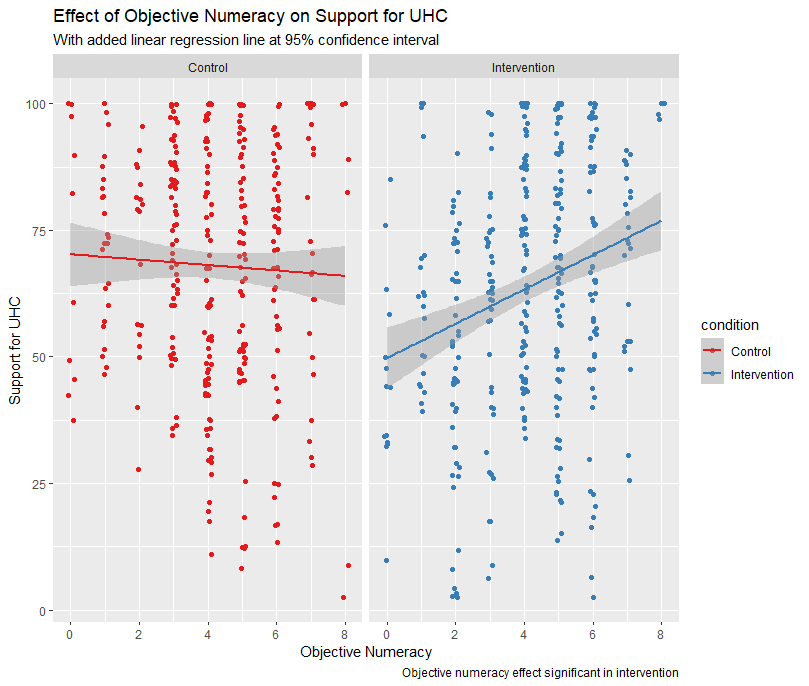 Effect of Objective Numeracy on Support for UHC
With added linear regression line at 95% confidence interval
Control
Intervention
100
75
50
25
0
Support for UHC
0 2 4 6 8
0 2 4 6 8
Objective Numeracy
condition
Control
Intervention
Objective numeracy effect significant in intervention